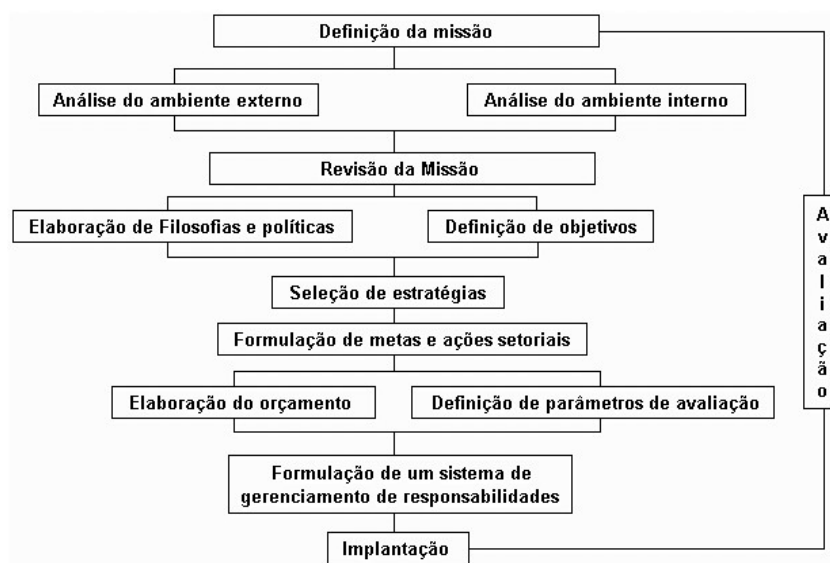 Definição da missão
Análise do ambiente externo
Análise do ambiente interno
Revisão da Missão
Elaboração de Filosofias e políticas
Definição de objetivos
Avaliação
Seleção de estratégias
Formulação de metas e ações setoriais
Elaboração do orçamento
Definição de parâmetros de avaliação
Formulação de um sistema de
gerenciamento de responsabilidades
Implantação